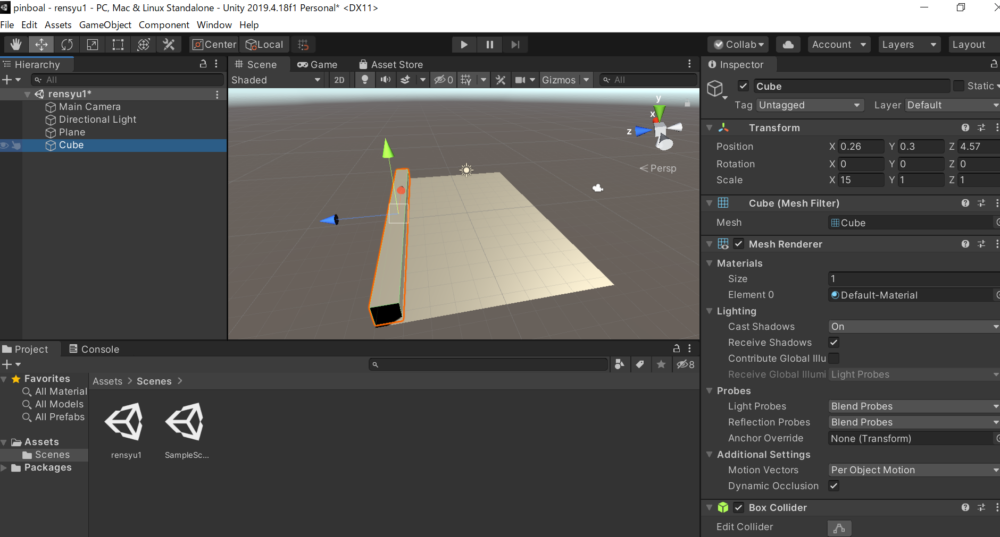 pinboal - rensyu1 - PC, Mac & Linux Standalone - Unity 2019.4.18f1 Personal* <DX11>
File Edit Assets GameObject Component Window Help
Center Local Collab Account Layers Layout
Hierarchy
All
rensyu1*
Main Camera
Directional Light
Plane
Cube
Scene Game Asset Store
Shaded 2D 0 Gizmos All
y
x
z
Persp
Inspector
Cube Static
Tag Untagged Layer Default
Transform
Position X 0.26 Y 0.3 Z 4.57
Rotation X 0 Y 0 Z 0
Scale X 15 Y 1 Z 1
Cube (Mesh Filter)
Mesh Cube
Mesh Renderer
Materials
Size 1
Element 0 Default-Material
Lighting
Cast Shadows On
Receive Shadows
Contribute Global Illu
Receive Global Illumi Light Probes
Probes
Light Probes Blend Probes
Reflection Probes Blend Probes
Anchor Override None (Transform)
Additional Settings
Motion Vectors Per Object Motion
Dynamic Occlusion
Box Collider
Edit Collider
Project Console
8
Favorites
All Material
All Models
All Prefabs
Assets
Scenes
Packages
Assets > Scenes >
rensyu1 SampleSc...